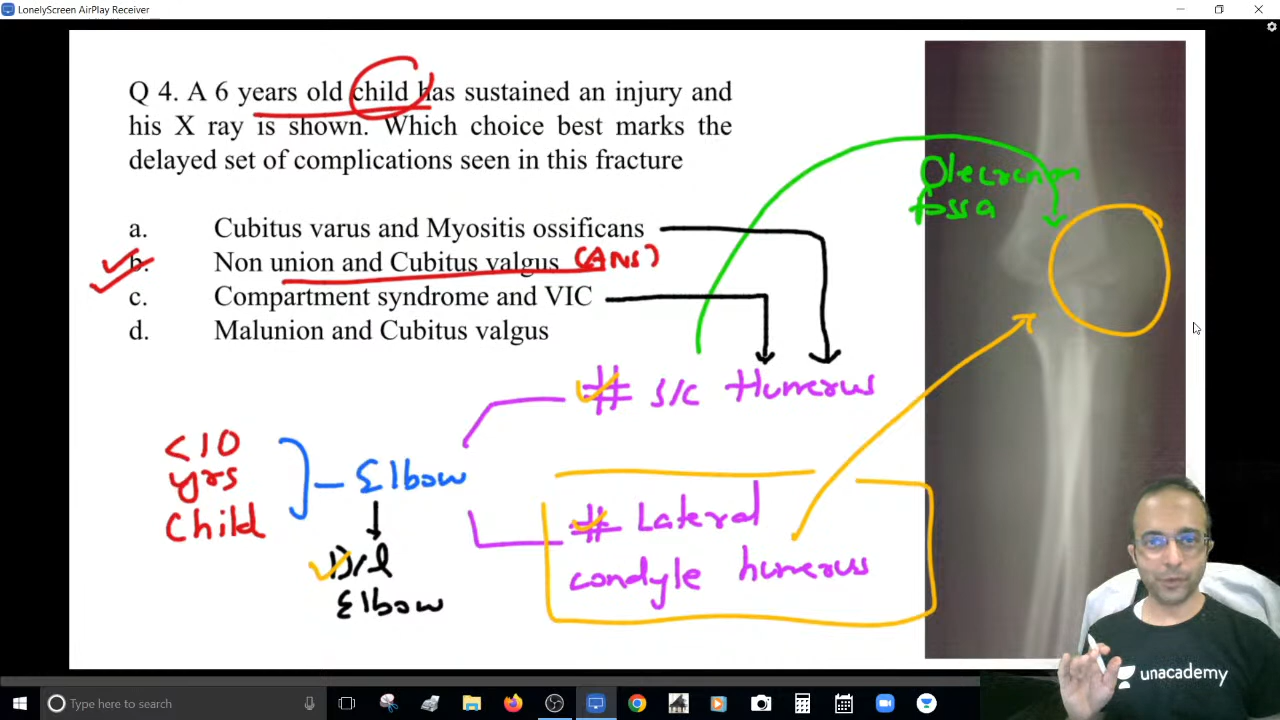 LonelyScreen AirPlay Receiver
Q 4. A 6 years old child has sustained an injury and
his X ray is shown. Which choice best marks the
delayed set of complications seen in this fracture
a. Cubitus varus and Myositis ossificans
b. Non union and Cubitus valgus (ANS)
c. Compartment syndrome and VIC
d. Malunion and Cubitus valgus
Olecranon
fossa
# s/c Humerus
<10
yrs
child
Elbow
D/l
Elbow
# Lateral
condyle humerus
unacademy
Type here to search